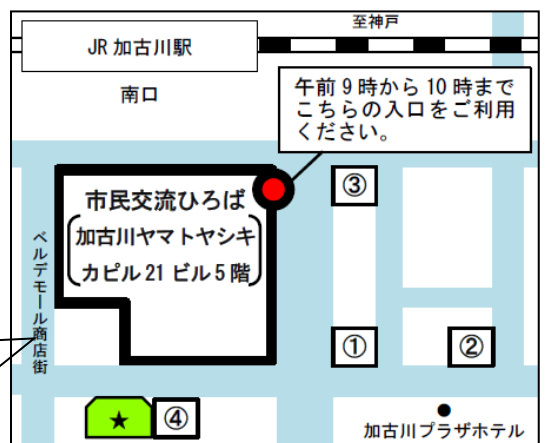 至神戸
JR 加古川駅
南口
午前 9 時から 10 時まで
こちらの入口をご利用
ください。
市民交流ひろば
加古川ヤマトヤシキ
カピル 21 ビル 5 階
ベルデモール商店街
③
①
②
★
④
加古川プラザホテル